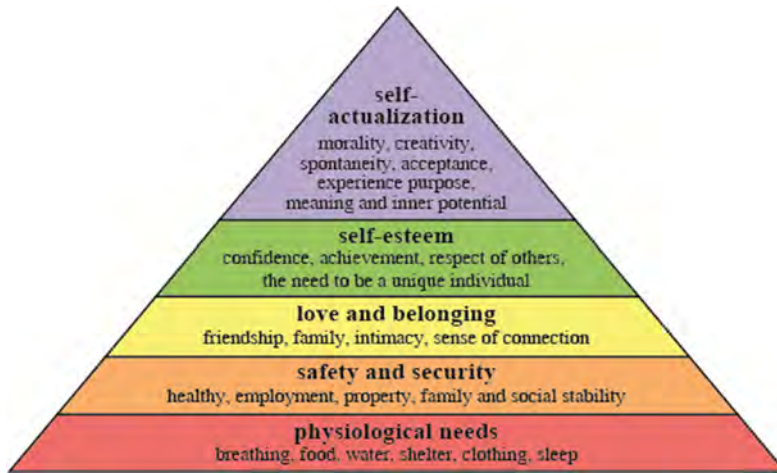 self-
actualization
morality, creativity,
spontaneity, acceptance,
experience purpose,
meaning and inner potential
self-esteem
confidence, achievement, respect of others,
the need to be a unique individual
love and belonging
friendship, family, intimacy, sense of connection
safety and security
healthy, employment, property, family and social stability
physiological needs
breathing, food, water, shelter, clothing, sleep